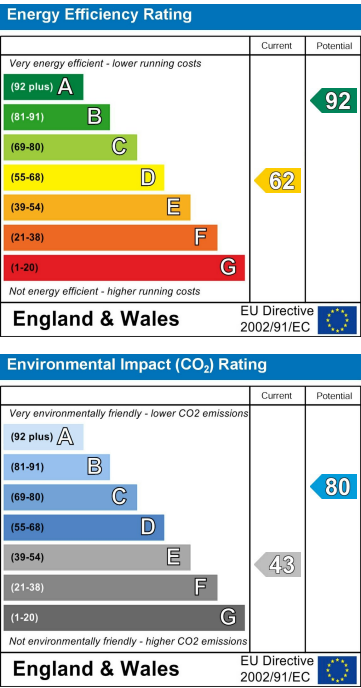 Energy Efficiency Rating
Current Potential
Very energy efficient - lower running costs
(92 plus) A
92
(81-91) B
(69-80) C
(55-68) D
62
(39-54) E
(21-38) F
(1-20) G
Not energy efficient - higher running costs
England & Wales
EU Directive
2002/91/EC
Environmental Impact (CO₂) Rating
Current Potential
Very environmentally friendly - lower CO2 emissions
(92 plus) A
(81-91) B
(69-80) C
80
(55-68) D
(39-54) E
43
(21-38) F
(1-20) G
Not environmentally friendly - higher CO2 emissions
England & Wales
EU Directive
2002/91/EC